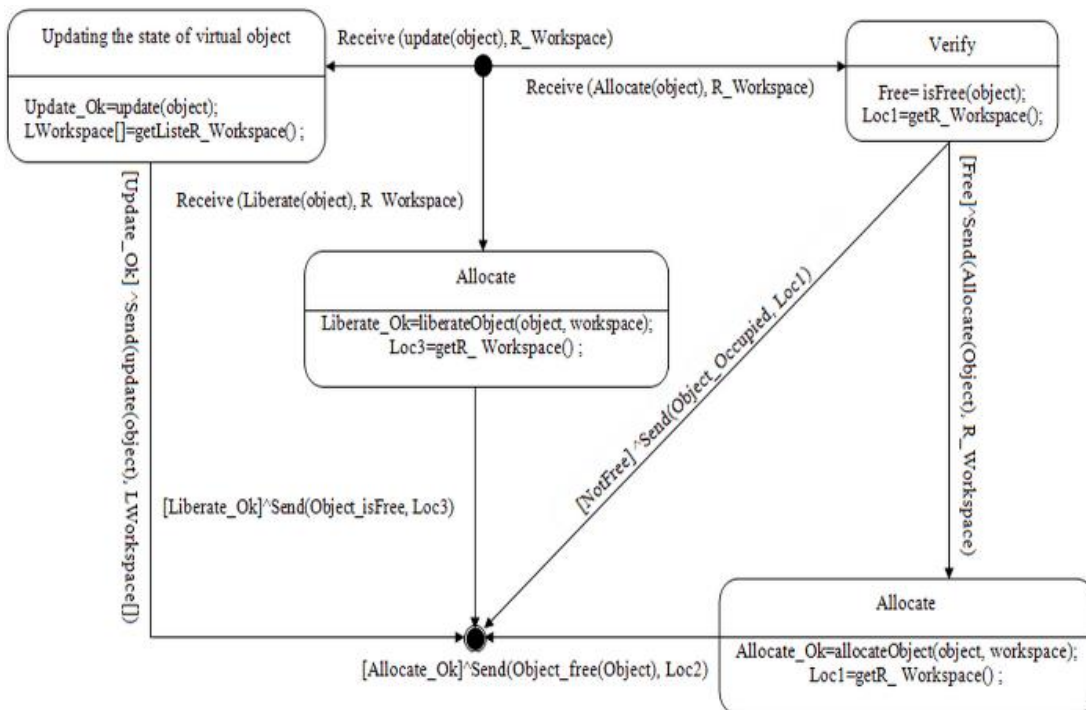 Updating the state of virtual object
Update_Ok=update(object);
LWorkspace[]=getListeR_Workspace() ;
Receive (update(object), R_Workspace)
Receive (Allocate(object), R_Workspace)
Verify
Free= isFree(object);
Loc1=getR_Workspace();
Receive (Liberate(object), R_Workspace)
[Update_Ok] ^Send(update(object), LWorkspace[])
Allocate
Liberate_Ok=liberateObject(object, workspace);
Loc3=getR_ Workspace() ;
[NotFree] ^Send(Object_Occupied, Loc1)
[Free]^Send(Allocate(Object), R_Workspace)
[Liberate_Ok]^Send(Object_isFree, Loc3)
Allocate
Allocate_Ok=allocateObject(object, workspace);
Loc1=getR_ Workspace() ;
[Allocate_Ok]^Send(Object_free(Object), Loc2)